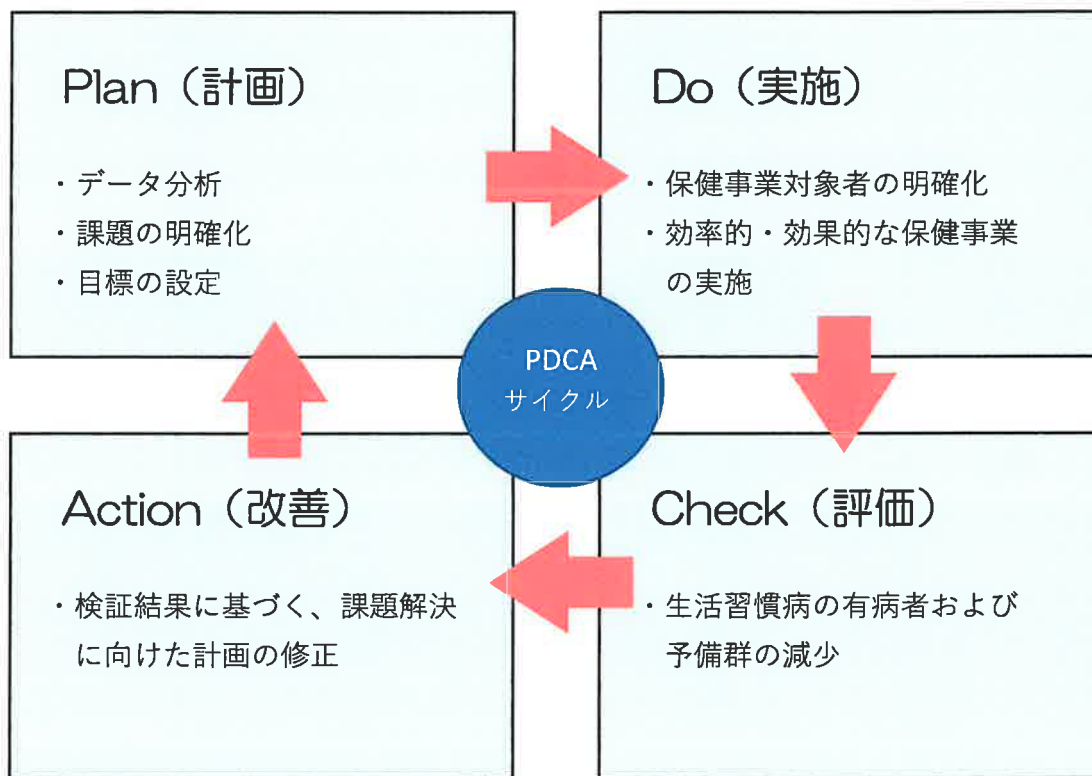 Plan（計画）
・データ分析
・課題の明確化
・目標の設定
Do（実施）
・保健事業対象者の明確化
・効率的・効果的な保健事業
の実施
PDCA
サイクル
Action（改善）
・検証結果に基づく、課題解決
に向けた計画の修正
Check（評価）
・生活習慣病の有病者および
予備群の減少